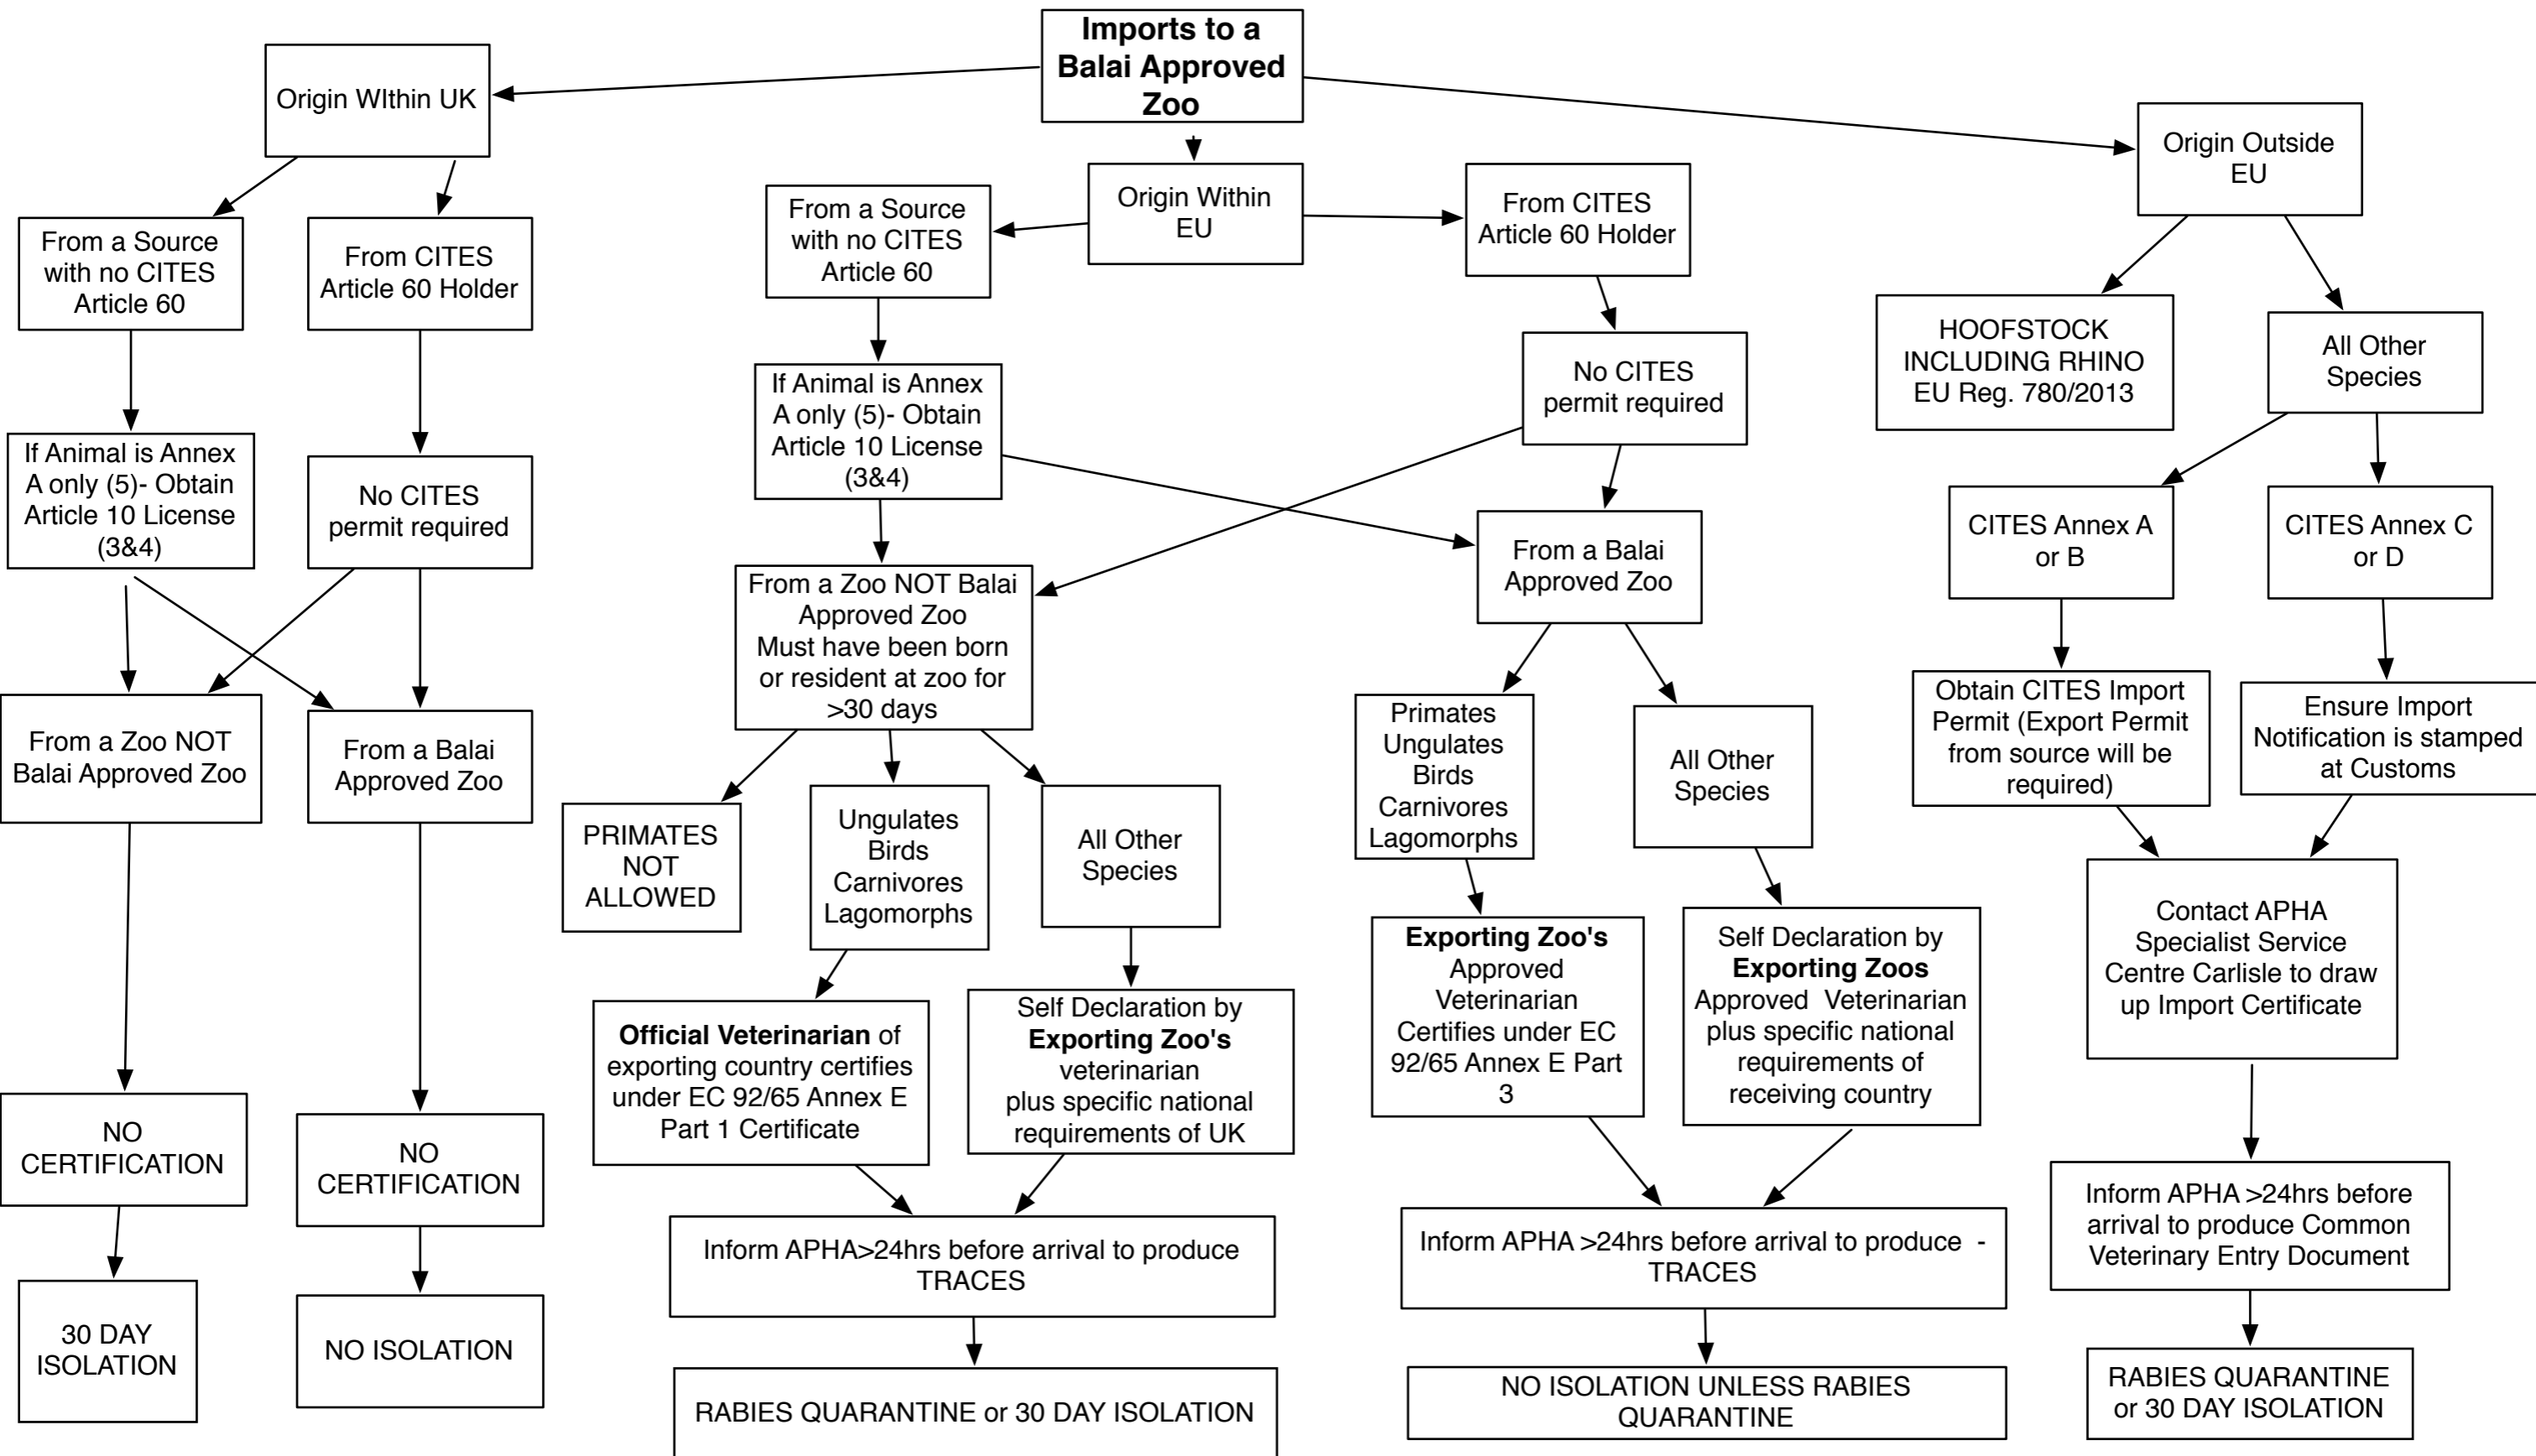 Imports to a
Balai Approved
Zoo
Origin WIthin UK
Origin Within
EU
Origin Outside
EU
From a Source
with no CITES
Article 60
From CITES
Article 60 Holder
From a Source
with no CITES
Article 60
From CITES
Article 60 Holder
HOOFSTOCK
INCLUDING RHINO
EU Reg. 780/2013
All Other
Species
If Animal is Annex
A only (5)- Obtain
Article 10 License
(3&4)
No CITES
permit required
If Animal is Annex
A only (5)- Obtain
Article 10 License
(3&4)
No CITES
permit required
CITES Annex A
or B
CITES Annex C
or D
From a Zoo NOT
Balai Approved Zoo
From a Balai
Approved Zoo
From a Zoo NOT Balai
Approved Zoo
Must have been born
or resident at zoo for
>30 days
From a Balai
Approved Zoo
Obtain CITES Import
Permit (Export Permit
from source will be
required)
Ensure Import
Notification is stamped
at Customs
PRIMATES
NOT
ALLOWED
Ungulates
Birds
Carnivores
Lagomorphs
All Other
Species
Primates
Ungulates
Birds
Carnivores
Lagomorphs
All Other
Species
Contact APHA
Specialist Service
Centre Carlisle to draw
up Import Certificate
Official Veterinarian of
exporting country certifies
under EC 92/65 Annex E
Part 1 Certificate
Self Declaration by
Exporting Zoo's
veterinarian
plus specific national
requirements of UK
Exporting Zoo's
Approved
Veterinarian
Certifies under EC
92/65 Annex E Part
3
Self Declaration by
Exporting Zoos
Approved Veterinarian
plus specific national
requirements of
receiving country
NO
CERTIFICATION
NO
CERTIFICATION
Inform APHA>24hrs before arrival to produce
TRACES
Inform APHA >24hrs before arrival to produce -
TRACES
Inform APHA >24hrs before
arrival to produce Common
Veterinary Entry Document
30 DAY
ISOLATION
NO ISOLATION
RABIES QUARANTINE or 30 DAY ISOLATION
NO ISOLATION UNLESS RABIES
QUARANTINE
RABIES QUARANTINE
or 30 DAY ISOLATION